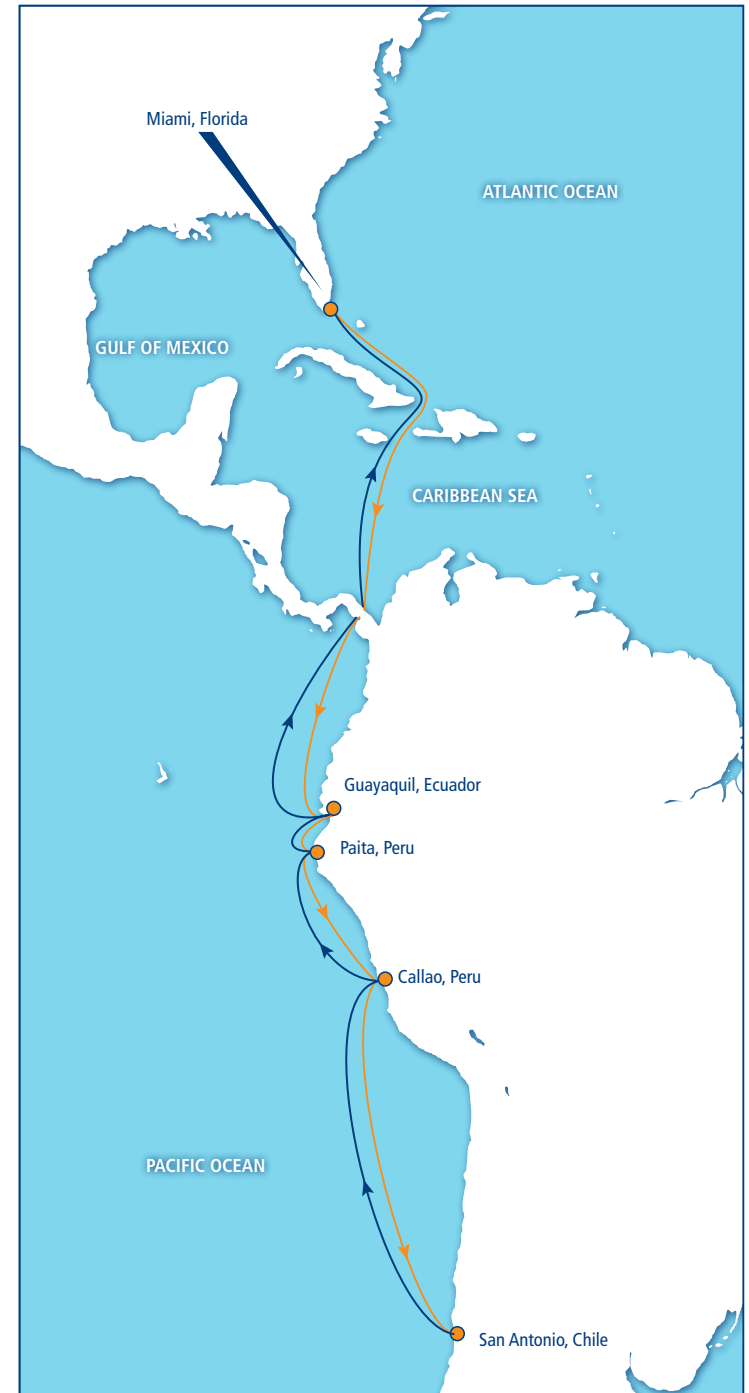 Miami, Florida
ATLANTIC OCEAN
GULF OF MEXICO
CARIBBEAN SEA
Guayaquil, Ecuador
Paita, Peru
Callao, Peru
PACIFIC OCEAN
San Antonio, Chile